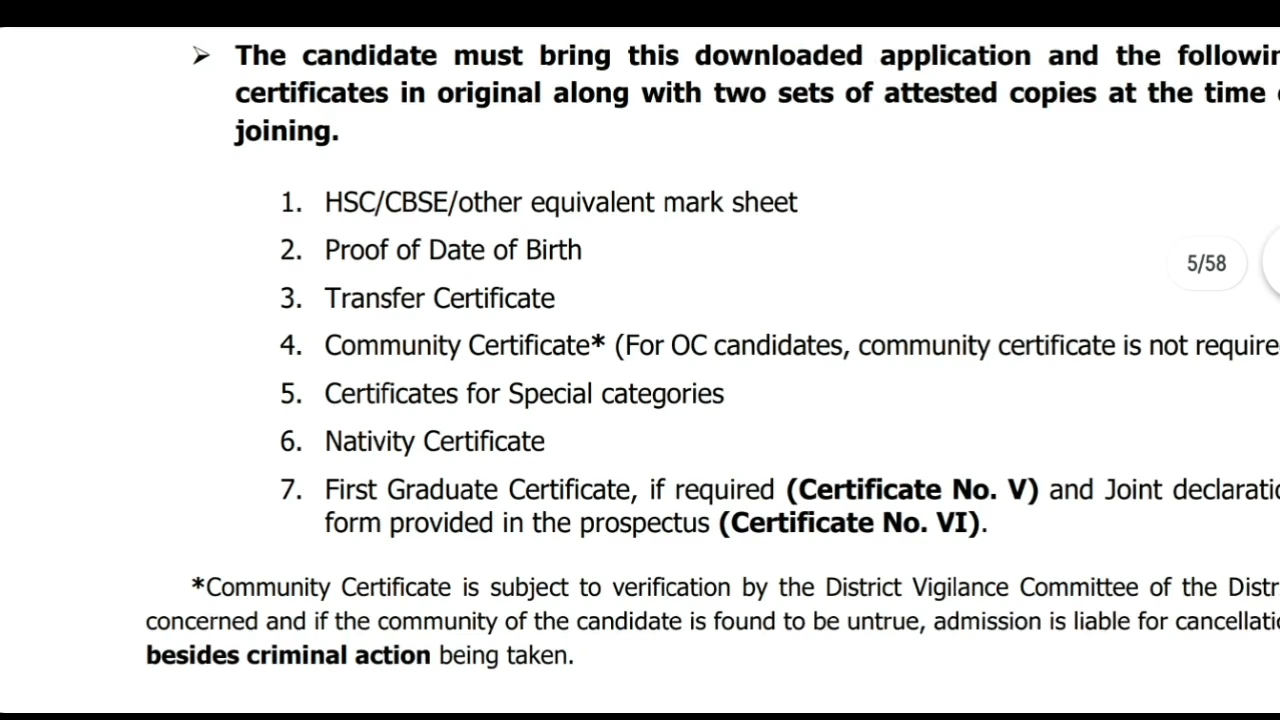 ➢ The candidate must bring this downloaded application and the followin
certificates in original along with two sets of attested copies at the time
joining.
1. HSC/CBSE/other equivalent mark sheet
2. Proof of Date of Birth
3. Transfer Certificate
4. Community Certificate* (For OC candidates, community certificate is not require
5. Certificates for Special categories
6. Nativity Certificate
7. First Graduate Certificate, if required (Certificate No. V) and Joint declaratio
form provided in the prospectus (Certificate No. VI).
*Community Certificate is subject to verification by the District Vigilance Committee of the Distri
concerned and if the community of the candidate is found to be untrue, admission is liable for cancellatio
besides criminal action being taken.
5/58